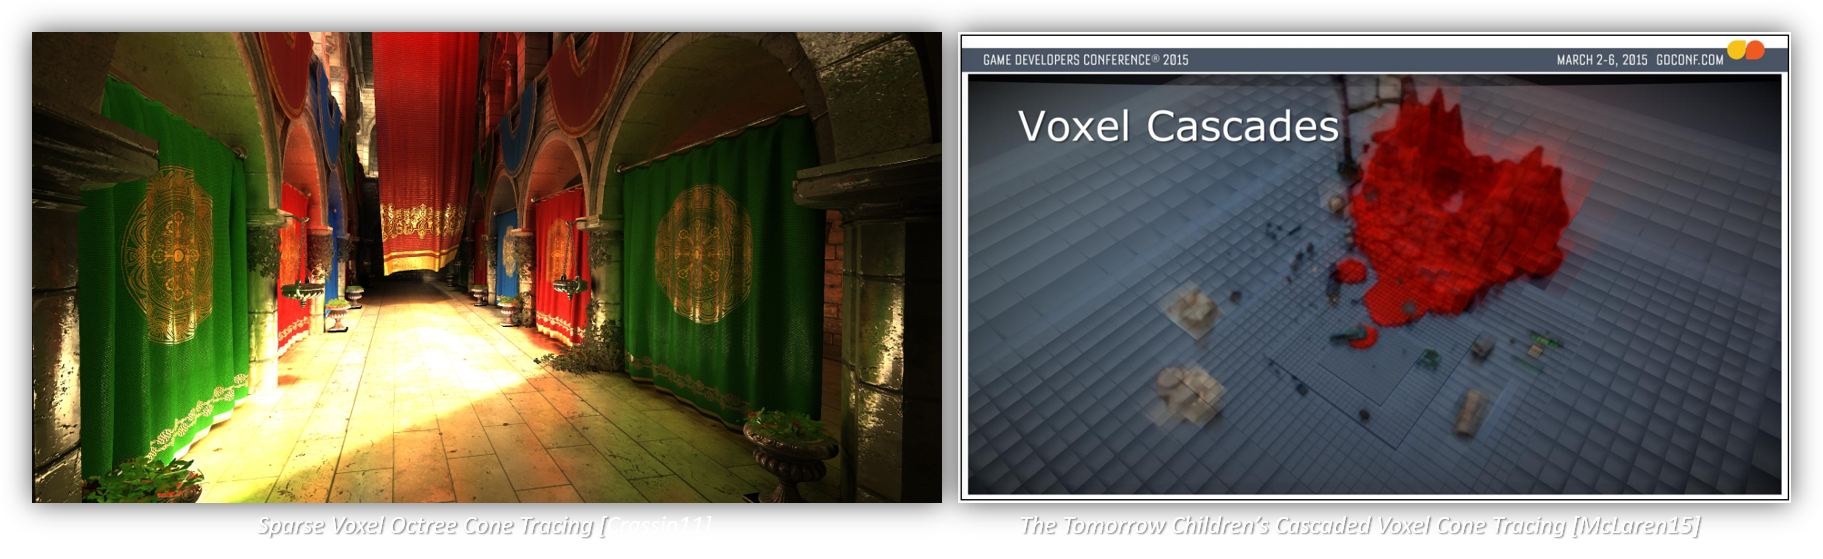 GAME DEVELOPERS CONFERENCE® 2015
MARCH 2-6, 2015 GDCONF.COM
Voxel Cascades
Sparse Voxel Octree Cone Tracing [Crassin11]
The Tomorrow Children's Cascaded Voxel Cone Tracing [McLaren15]